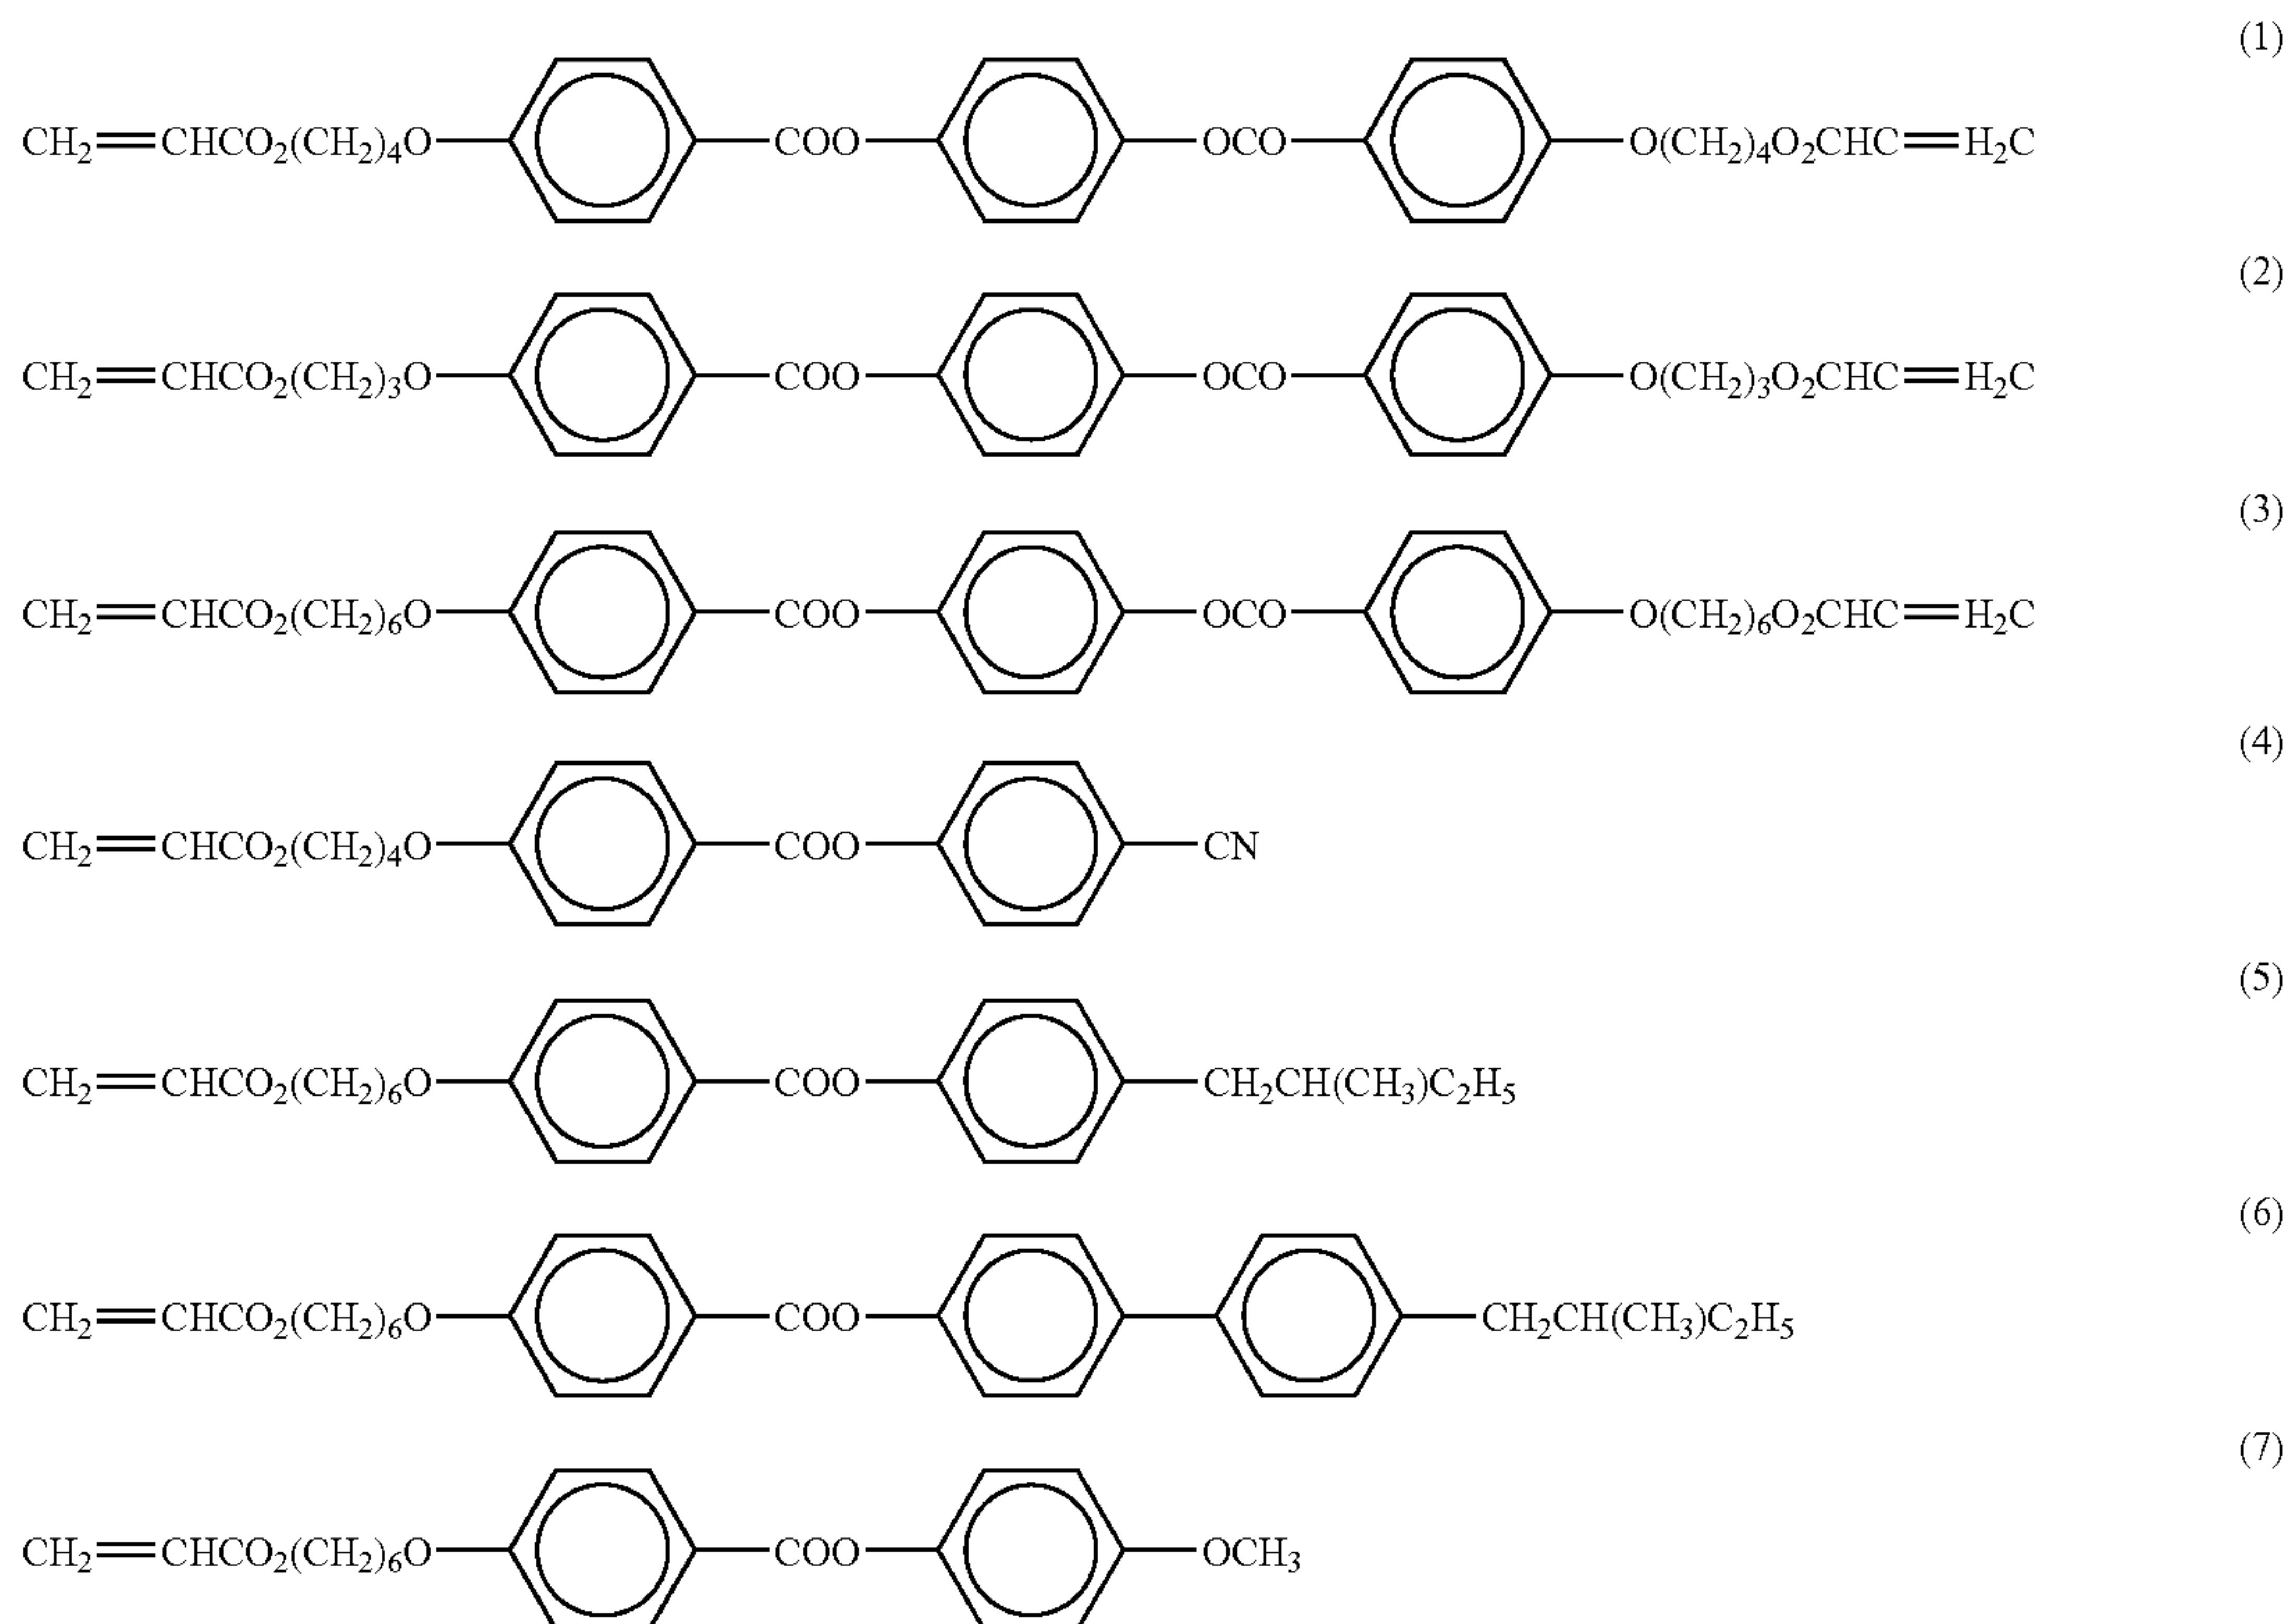 (1)
CH₂=CHCO₂(CH₂)₄O COO OCO O(CH₂)₄O₂CHC=H₂C
(2)
CH₂=CHCO₂(CH₂)₃O COO OCO O(CH₂)₃O₂CHC=H₂C
(3)
CH₂=CHCO₂(CH₂)₆O COO OCO O(CH₂)₆O₂CHC=H₂C
(4)
CH₂=CHCO₂(CH₂)₄O COO CN
(5)
CH₂=CHCO₂(CH₂)₆O COO CH₂CH(CH₃)C₂H₅
(6)
CH₂=CHCO₂(CH₂)₆O COO CH₂CH(CH₃)C₂H₅
(7)
CH₂=CHCO₂(CH₂)₆O COO OCH₃